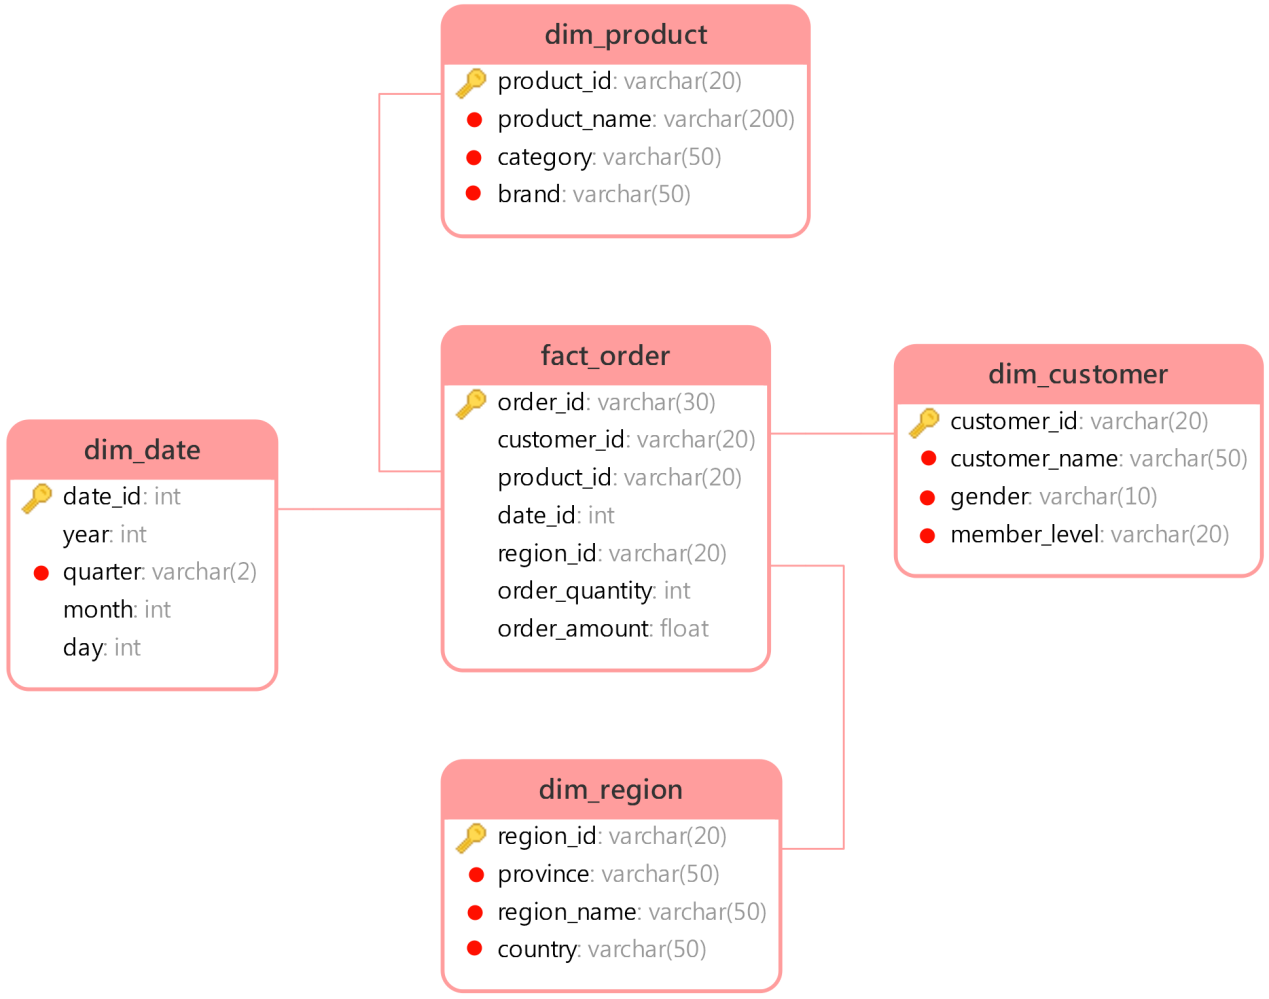 dim_product
product_id: varchar(20)
product_name: varchar(200)
category: varchar(50)
brand: varchar(50)
fact_order
order_id: varchar(30)
customer_id: varchar(20)
product_id: varchar(20)
date_id: int
region_id: varchar(20)
order_quantity: int
order_amount: float
dim_customer
customer_id: varchar(20)
customer_name: varchar(50)
gender: varchar(10)
member_level: varchar(20)
dim_date
date_id: int
year: int
quarter: varchar(2)
month: int
day: int
dim_region
region_id: varchar(20)
province: varchar(50)
region_name: varchar(50)
country: varchar(50)